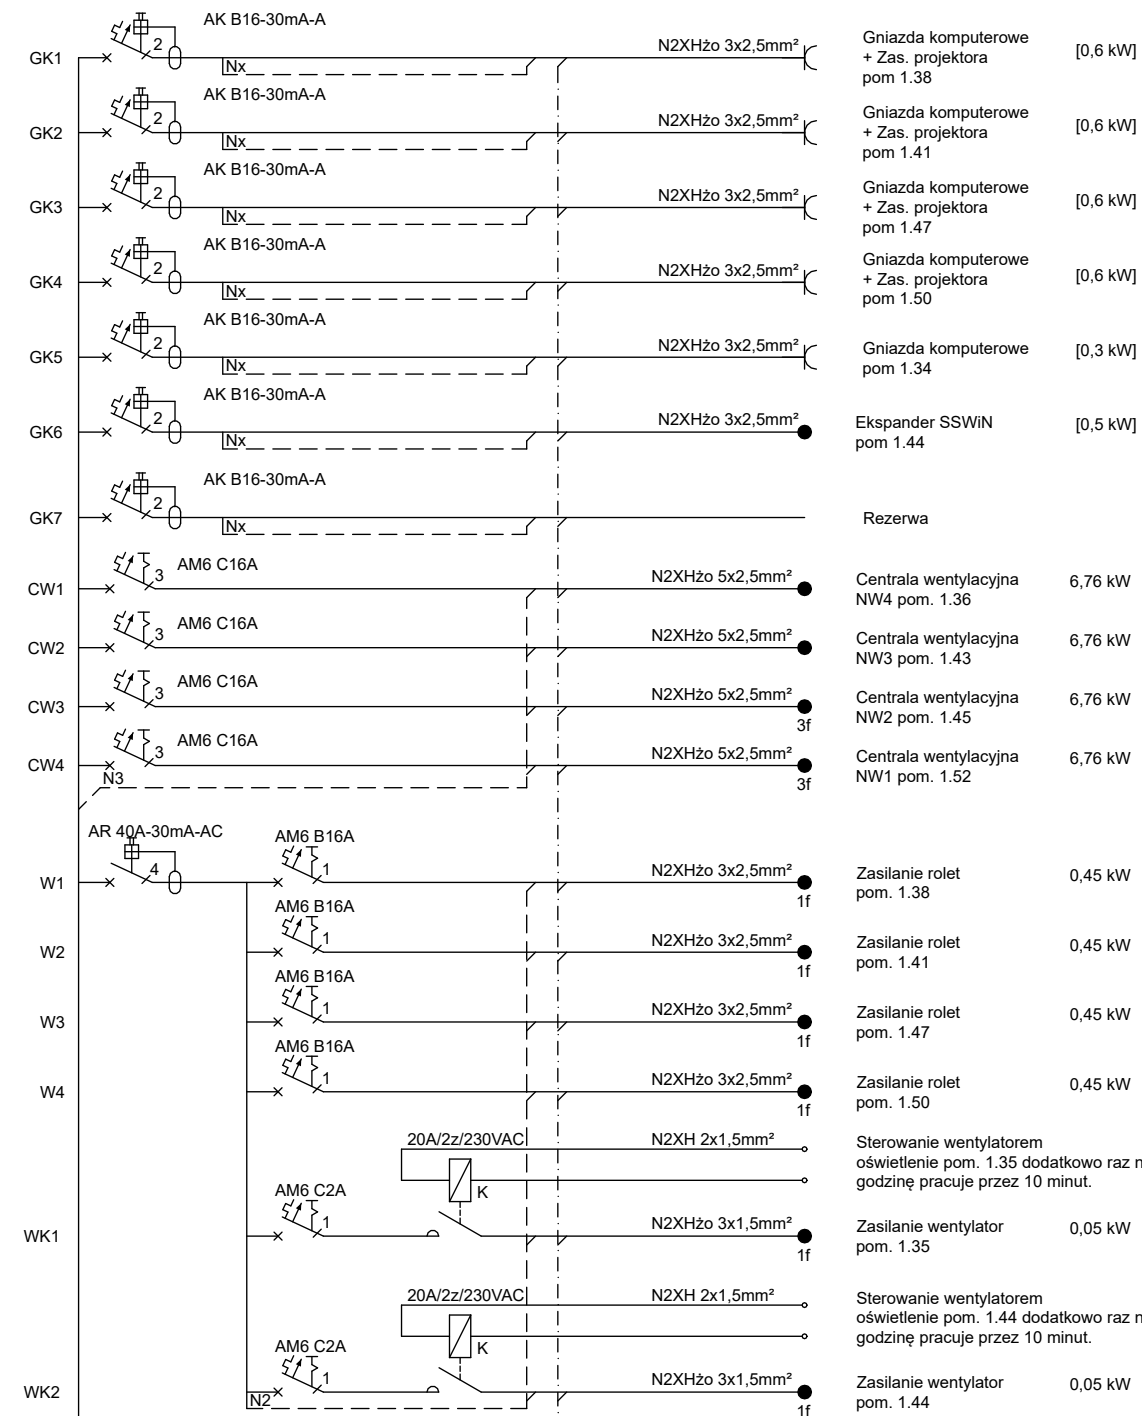 AK B16-30mA-A
GK1
2
Nx
N2XHżo 3x2,5mm²
Gniazda komputerowe
+ Zas. projektora
pom 1.38
[0,6 kW]
AK B16-30mA-A
GK2
2
Nx
N2XHżo 3x2,5mm²
Gniazda komputerowe
+ Zas. projektora
pom 1.41
[0,6 kW]
AK B16-30mA-A
GK3
2
Nx
N2XHżo 3x2,5mm²
Gniazda komputerowe
+ Zas. projektora
pom 1.47
[0,6 kW]
AK B16-30mA-A
GK4
2
Nx
N2XHżo 3x2,5mm²
Gniazda komputerowe
+ Zas. projektora
pom 1.50
[0,6 kW]
AK B16-30mA-A
GK5
2
Nx
N2XHżo 3x2,5mm²
Gniazda komputerowe
pom 1.34
[0,3 kW]
AK B16-30mA-A
GK6
2
Nx
N2XHżo 3x2,5mm²
Ekspander SSWiN
pom 1.44
[0,5 kW]
AK B16-30mA-A
GK7
2
Nx
Rezerwa
AM6 C16A
CW1
3
N2XHżo 5x2,5mm²
Centrala wentylacyjna
NW4 pom. 1.36
6,76 kW
AM6 C16A
CW2
3
N2XHżo 5x2,5mm²
Centrala wentylacyjna
NW3 pom. 1.43
6,76 kW
AM6 C16A
CW3
3
N2XHżo 5x2,5mm²
3f
Centrala wentylacyjna
NW2 pom. 1.45
6,76 kW
AM6 C16A
CW4
3
N3
N2XHżo 5x2,5mm²
3f
Centrala wentylacyjna
NW1 pom. 1.52
6,76 kW
AR 40A-30mA-AC
W1
4
AM6 B16A
1
N2XHżo 3x2,5mm²
1f
Zasilanie rolet
pom. 1.38
0,45 kW
AM6 B16A
W2
1
N2XHżo 3x2,5mm²
1f
Zasilanie rolet
pom. 1.41
0,45 kW
AM6 B16A
W3
1
N2XHżo 3x2,5mm²
1f
Zasilanie rolet
pom. 1.47
0,45 kW
AM6 B16A
W4
1
N2XHżo 3x2,5mm²
1f
Zasilanie rolet
pom. 1.50
0,45 kW
20A/2z/230VAC
K
N2XH 2x1,5mm²
Sterowanie wentylatorem
oświetlenie pom. 1.35 dodatkowo raz n
godzinę pracuje przez 10 minut.
AM6 C2A
WK1
1
N2XHżo 3x1,5mm²
1f
Zasilanie wentylator
pom. 1.35
0,05 kW
20A/2z/230VAC
K
N2XH 2x1,5mm²
Sterowanie wentylatorem
oświetlenie pom. 1.44 dodatkowo raz n
godzinę pracuje przez 10 minut.
AM6 C2A
WK2
1
N2
N2XHżo 3x1,5mm²
1f
Zasilanie wentylator
pom. 1.44
0,05 kW